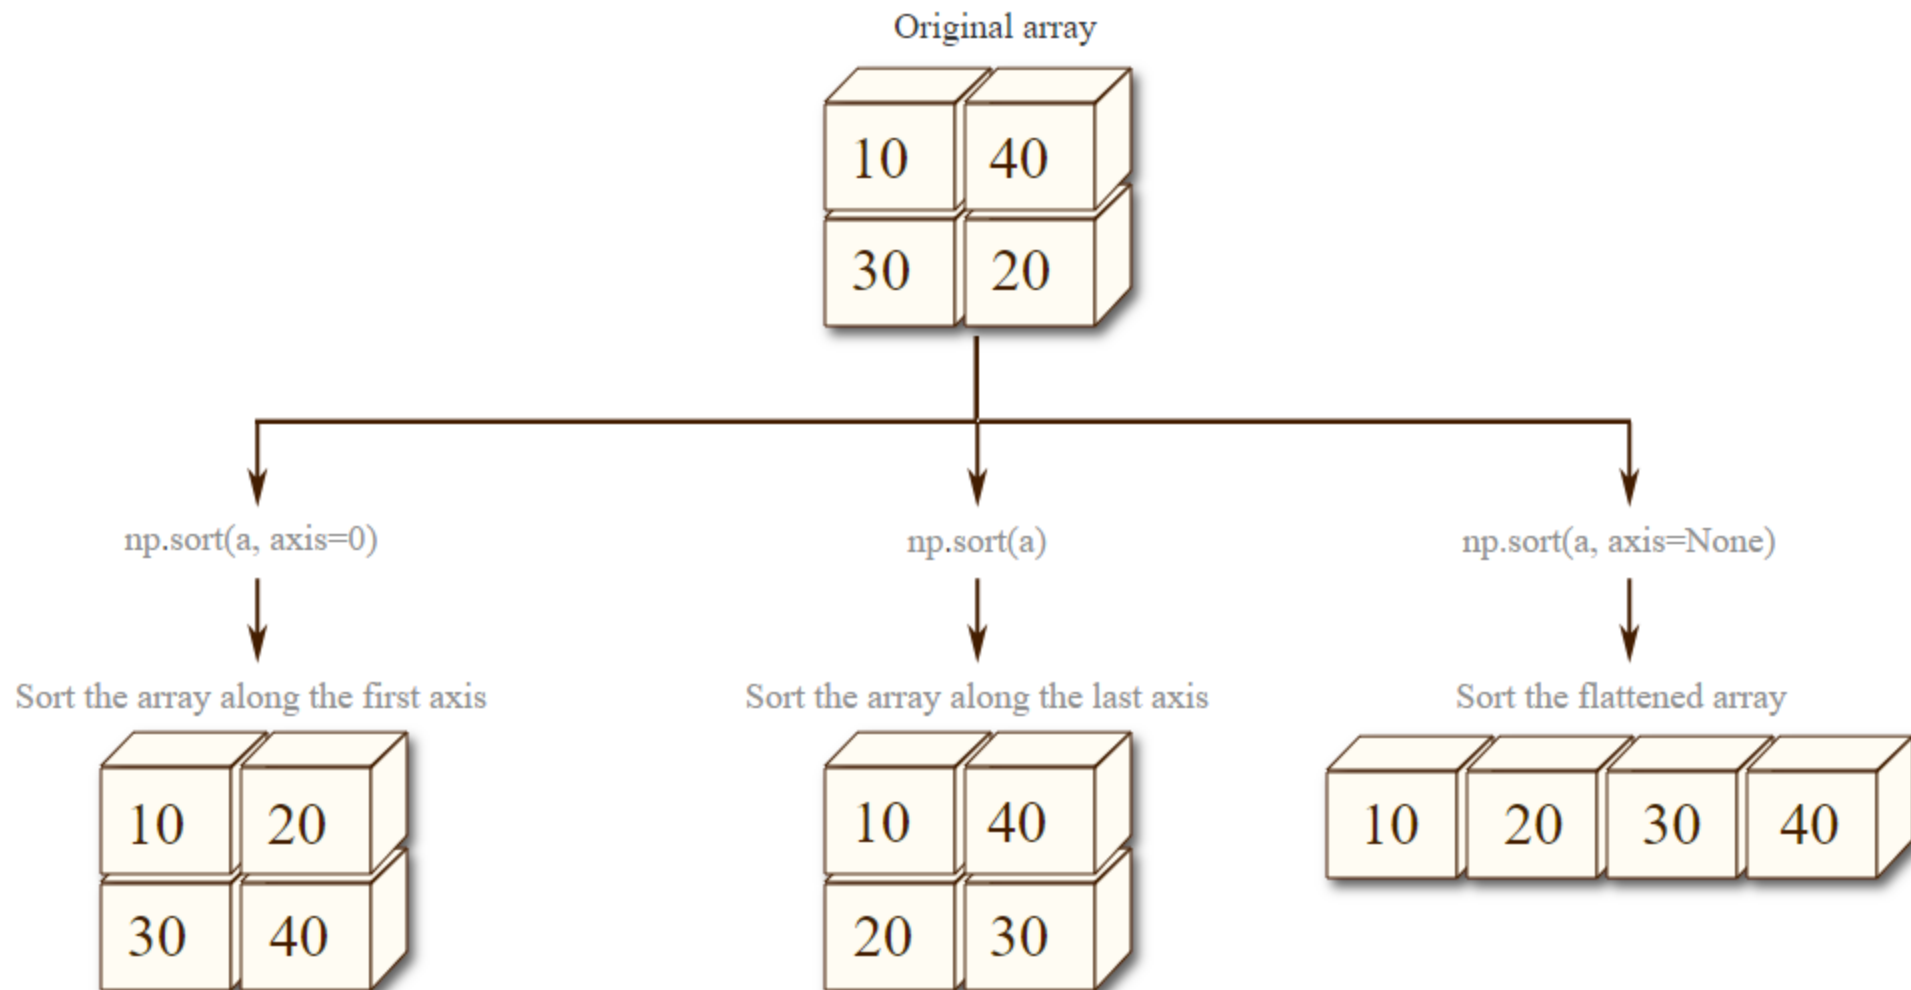 Original array
10 40
30 20
np.sort(a, axis=0)
np.sort(a)
np.sort(a, axis=None)
Sort the array along the first axis
Sort the array along the last axis
Sort the flattened array
10 20
30 40
10 40
20 30
10 20 30 40